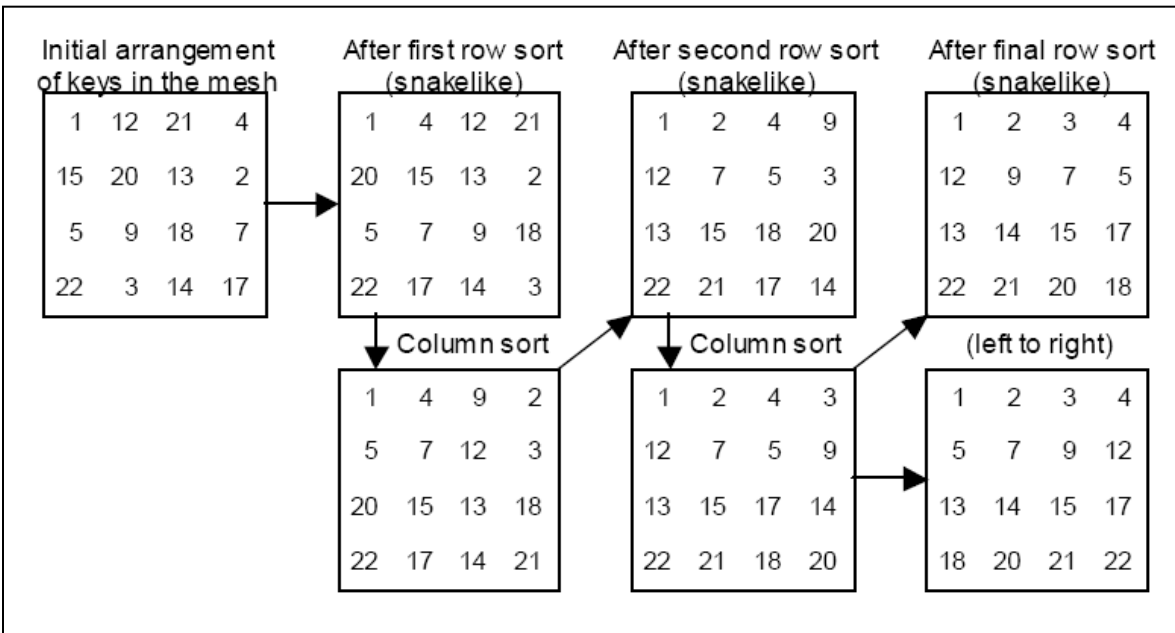 Initial arrangement
of keys in the mesh
1 12 21 4
15 20 13 2
5 9 18 7
22 3 14 17
After first row sort
(snakelike)
1 4 12 21
20 15 13 2
5 7 9 18
22 17 14 3
Column sort
1 4 9 2
5 7 12 3
20 15 13 18
22 17 14 21
After second row sort
(snakelike)
1 2 4 9
12 7 5 3
13 15 18 20
22 21 17 14
Column sort
1 2 4 3
12 7 5 9
13 15 17 14
22 21 18 20
After final row sort
(snakelike)
1 2 3 4
12 9 7 5
13 14 15 17
22 21 20 18
(left to right)
1 2 3 4
5 7 9 12
13 14 15 17
18 20 21 22